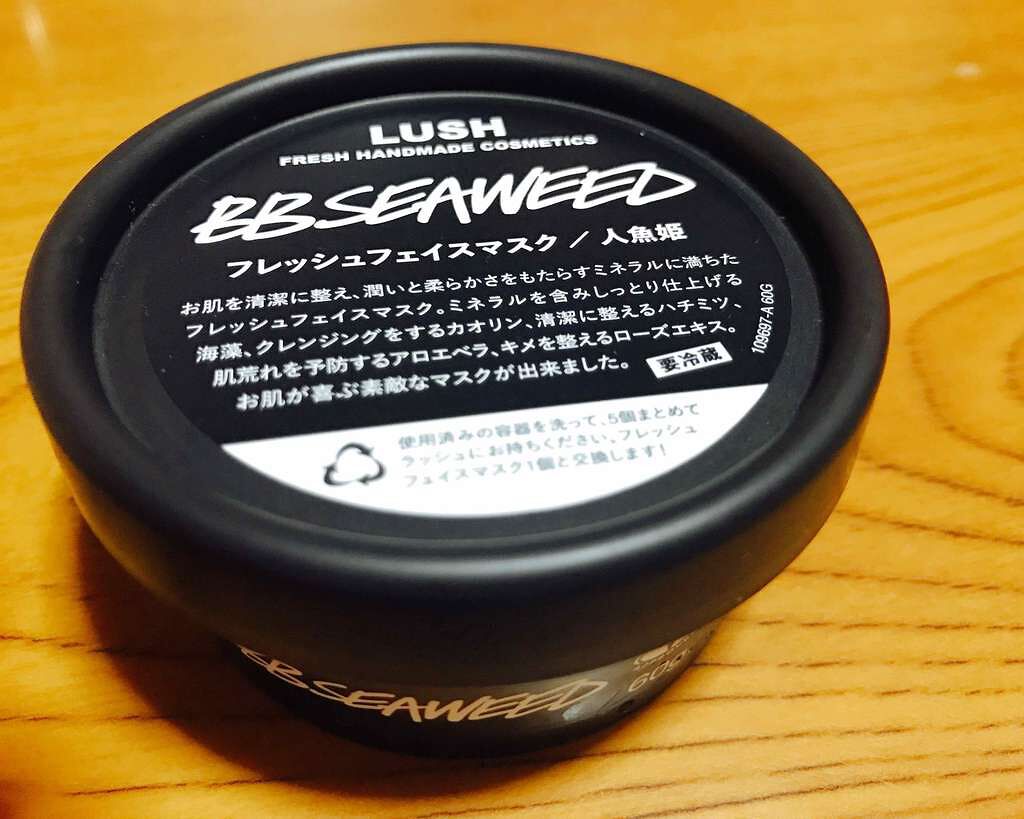 LUSH
FRESH HANDMADE COSMETICS
BB SEAWEED
フレッシュフェイスマスク / 人魚姫
お肌を清潔に整え、潤いと柔らかさをもたらすミネラルに満ちた
フレッシュフェイスマスク。ミネラルを含みしっとり仕上げる
海藻、クレンジングをするカオリン、清潔に整えるハチミツ、
肌荒れを予防するアロエベラ、キメを整えるローズエキス。
お肌が喜ぶ素敵なマスクが出来ました。
要冷蔵
109697-A 60G
使用済みの容器を洗って、5個まとめて
ラッシュにお持ちください。フレッシュ
フェイスマスク1個と交換します!
BB SEAWEED
60g